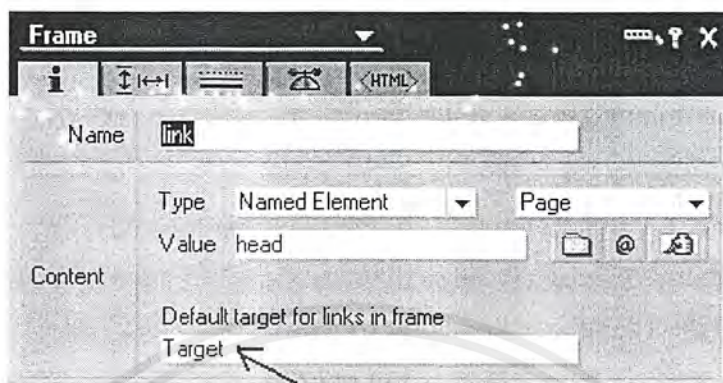 Frame
i <HTML>
Name link
Type Named Element Page
Value head @
Content
Default target for links in frame
Target